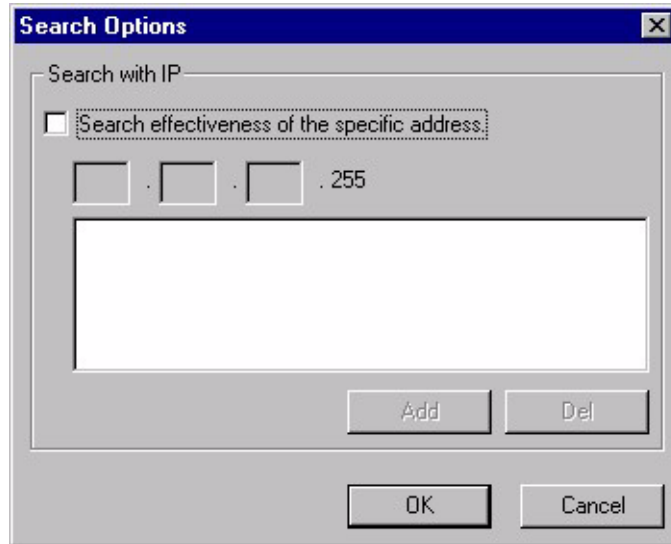 Search Options
Search with IP
Search effectiveness of the specific address.
. . . 255
Add Del
OK Cancel